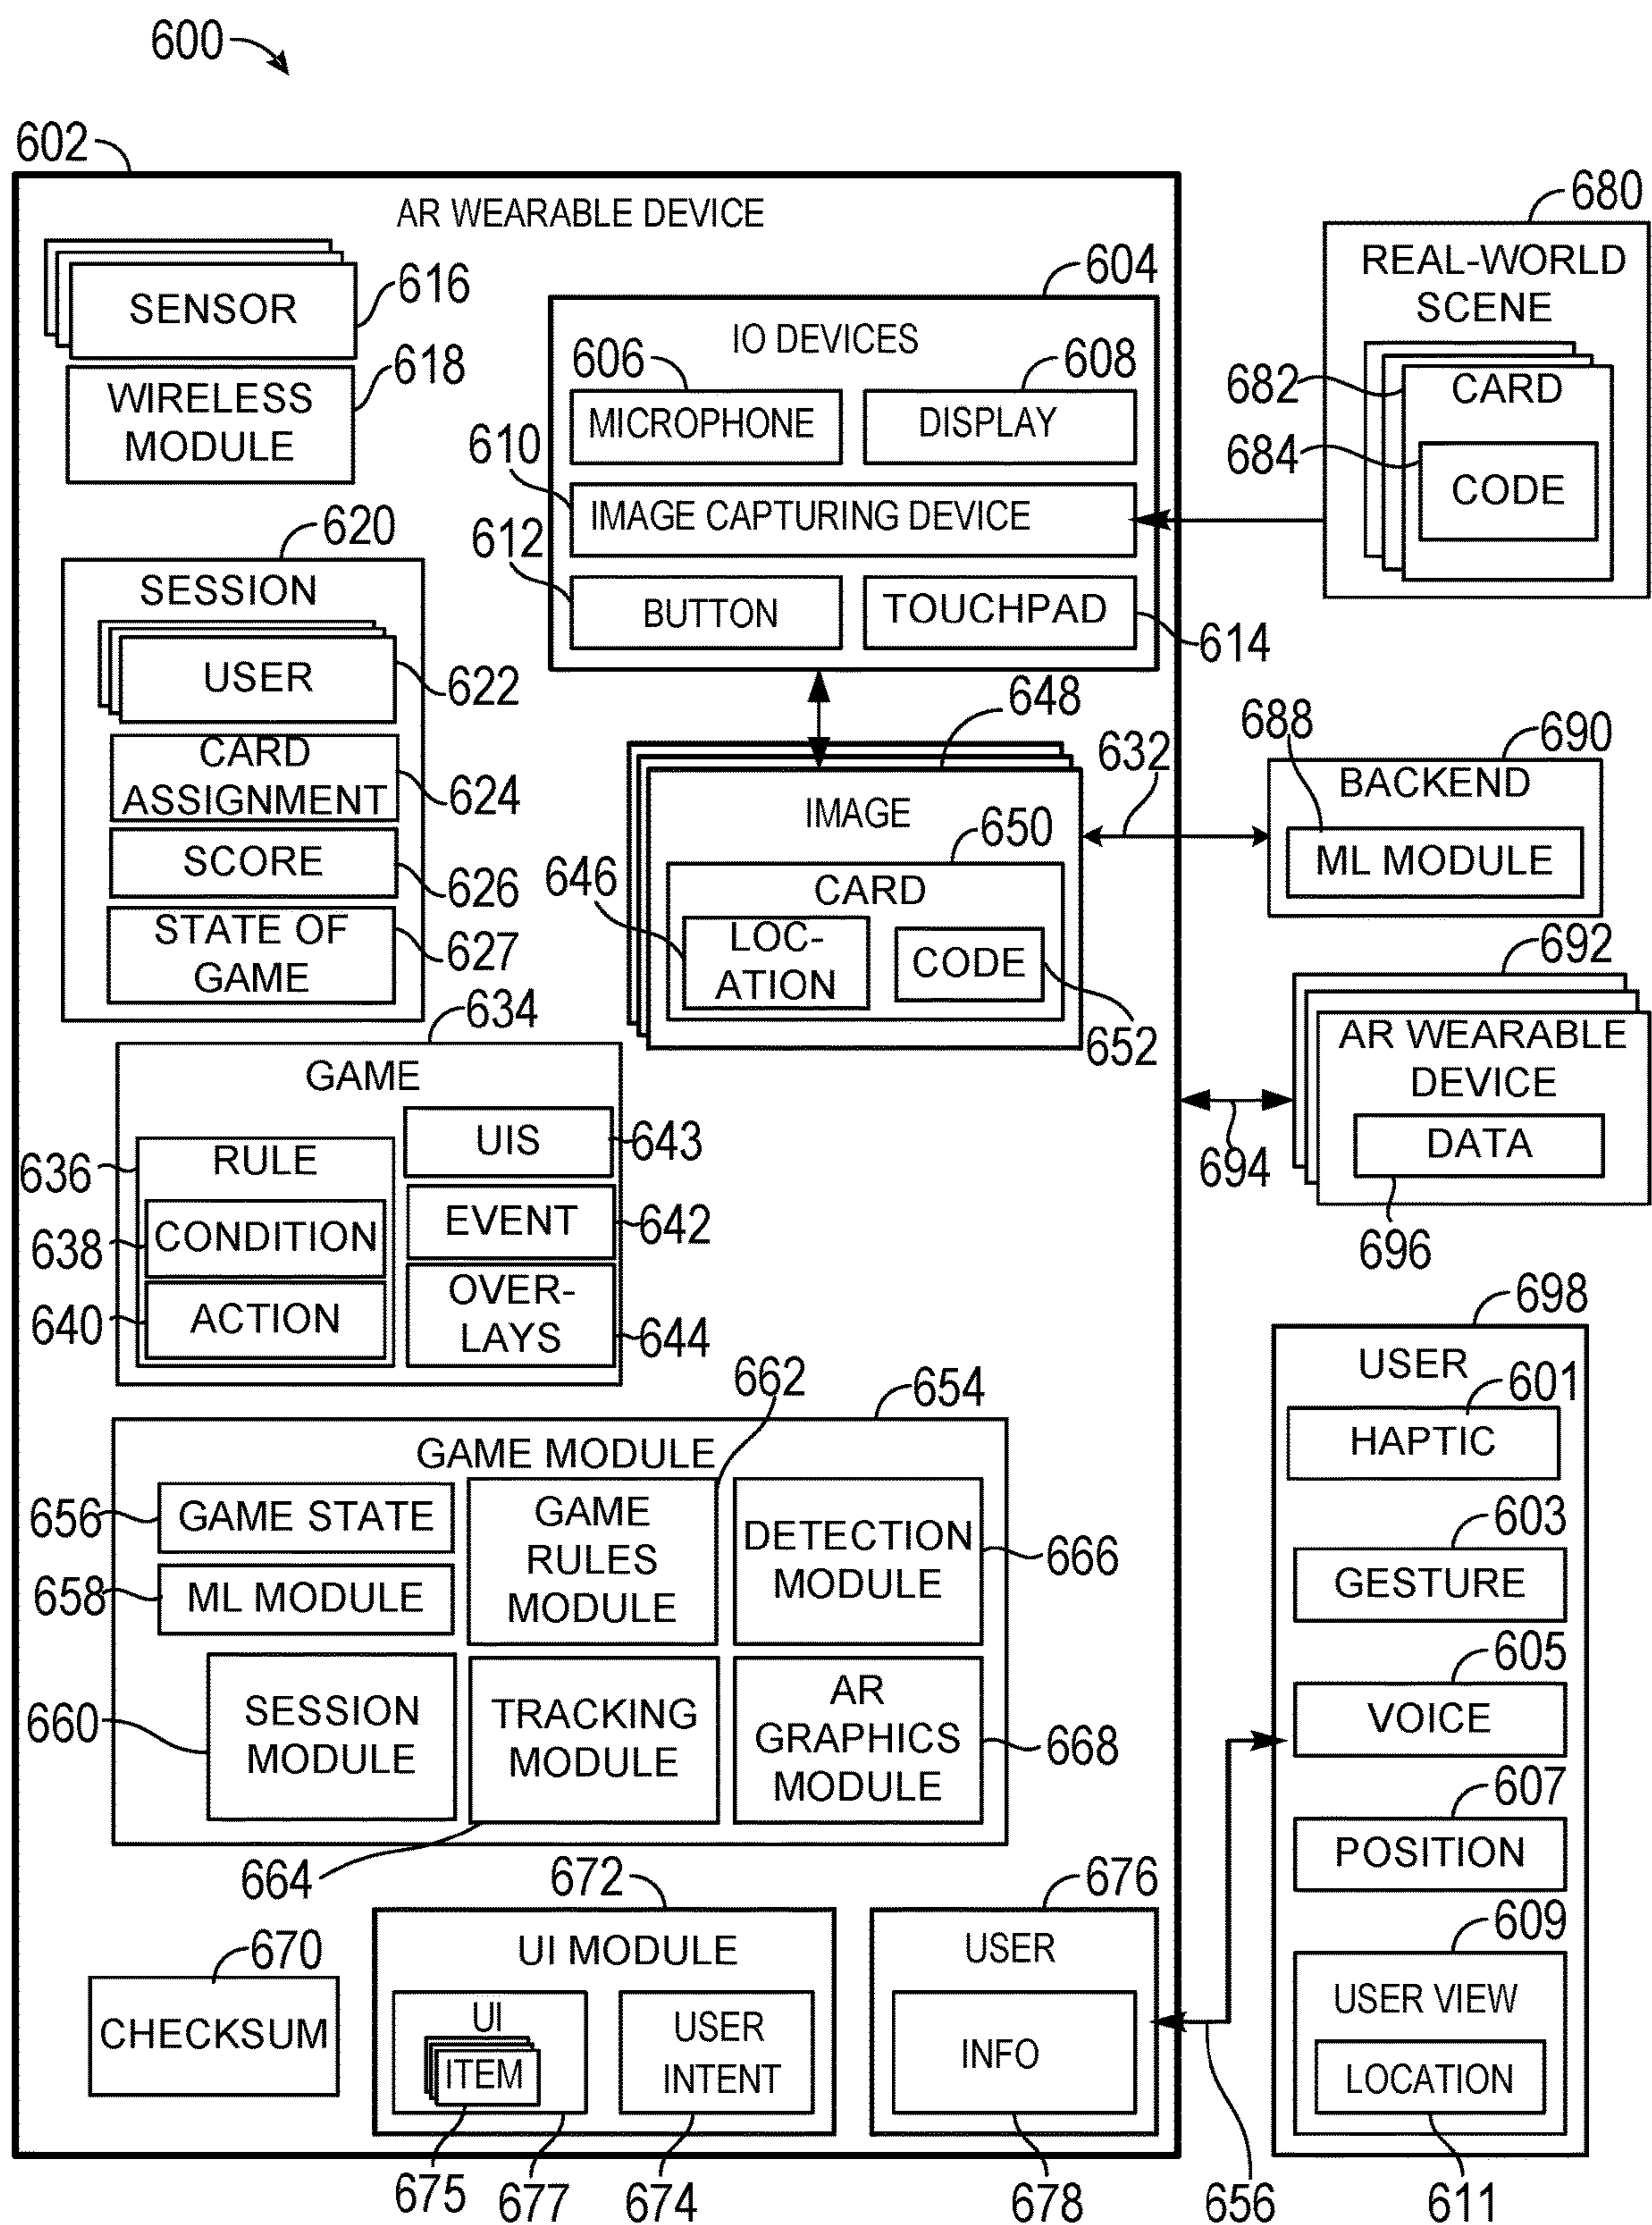 600
602
AR WEARABLE DEVICE
SENSOR
616
WIRELESS
MODULE
618
604
IO DEVICES
606
608
MICROPHONE
DISPLAY
610
IMAGE CAPTURING DEVICE
612
BUTTON
TOUCHPAD
614
680
REAL-WORLD
SCENE
682
CARD
684
CODE
620
SESSION
USER
622
CARD
ASSIGNMENT
624
SCORE
626
STATE OF
GAME
627
648
IMAGE
632
650
CARD
646
LOC-
ATION
CODE
652
688
690
BACKEND
ML MODULE
692
AR WEARABLE
DEVICE
DATA
694
696
634
GAME
636
RULE
638
CONDITION
640
ACTION
UIS
643
EVENT
642
OVER-
LAYS
644
662
654
GAME MODULE
656
GAME STATE
658
ML MODULE
GAME
RULES
MODULE
DETECTION
MODULE
666
660
SESSION
MODULE
TRACKING
MODULE
664
AR
GRAPHICS
MODULE
668
698
USER
601
HAPTIC
603
GESTURE
605
VOICE
607
POSITION
609
USER VIEW
LOCATION
611
670
CHECKSUM
672
UI MODULE
UI
ITEM
USER
INTENT
675
677
674
676
USER
INFO
678
656